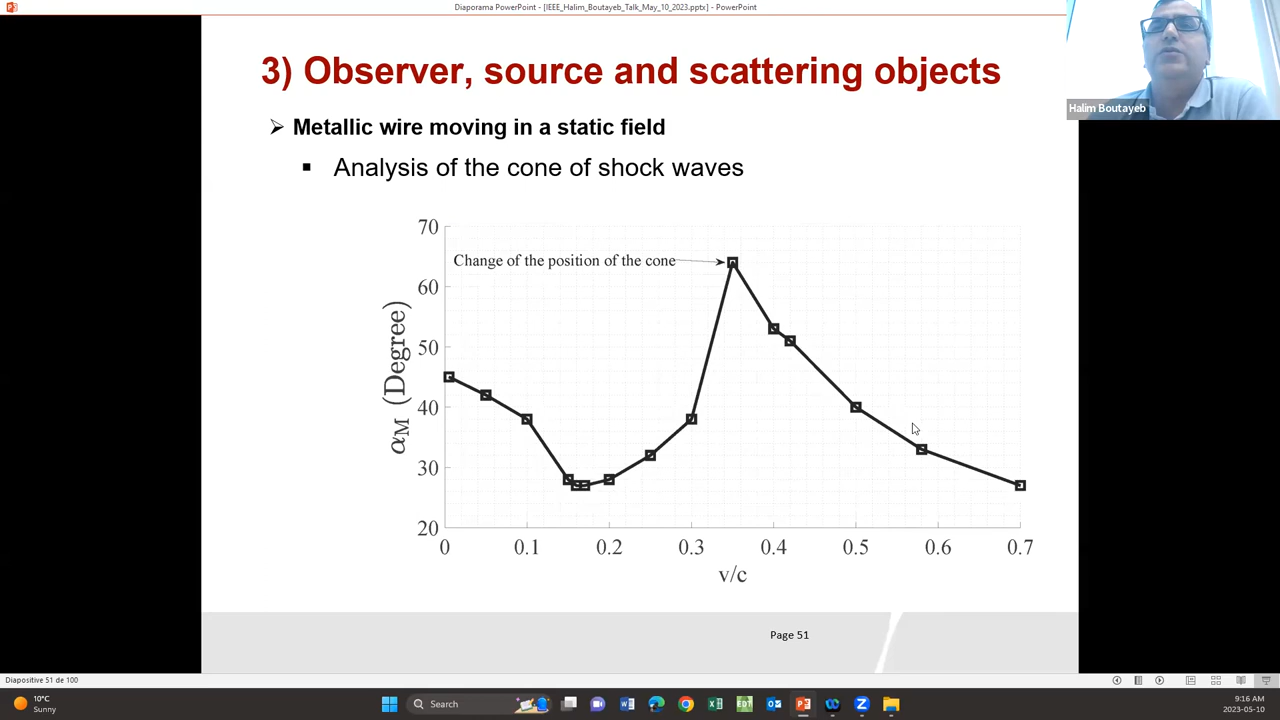 Diaporama PowerPoint - [IEEE_Halim_Boutayeb_Talk_May_10_2023.pptx] - PowerPoint
3) Observer, source and scattering objects
Halim Boutayeb
Metallic wire moving in a static field
Analysis of the cone of shock waves
70
Change of the position of the cone
60
50
40
30
20
αM (Degree)
0 0.1 0.2 0.3 0.4 0.5 0.6 0.7
v/c
Page 51
Diapositive 51 de 100
10°C
Sunny
Search
EDT
9:16 AM
2023-05-10